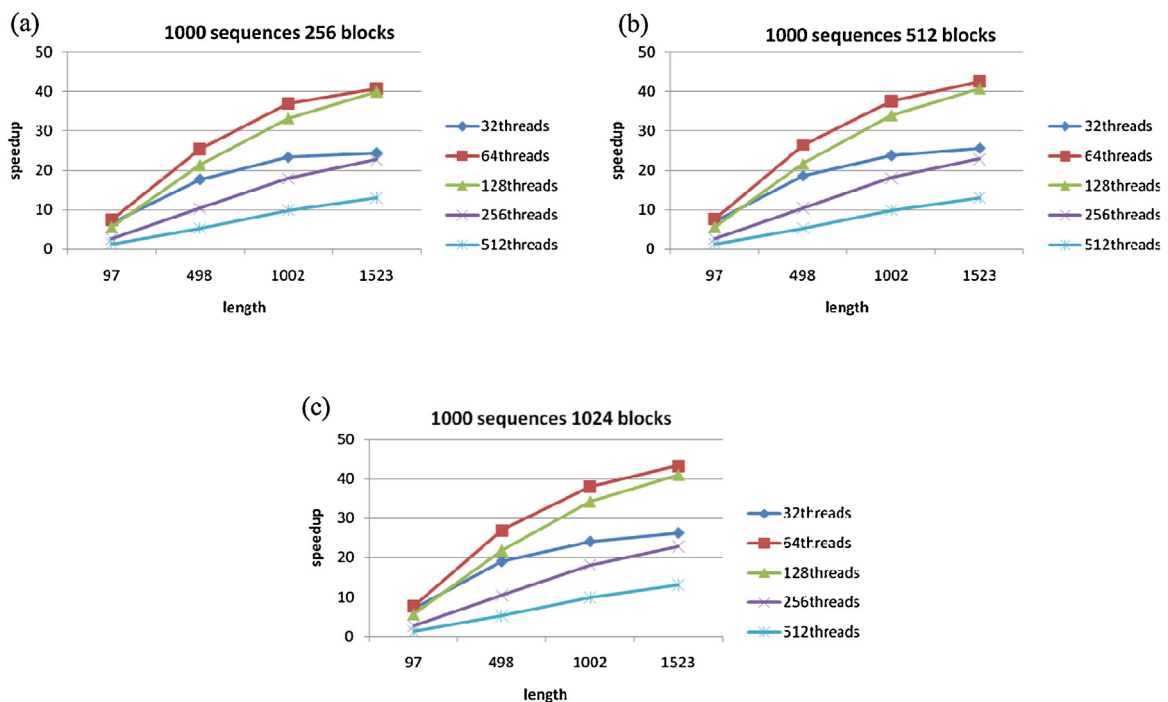 (a)
1000 sequences 256 blocks
50
40
30
20
10
0
speedup
97 498 1002 1523
length
32threads
64threads
128threads
256threads
512threads
(b)
1000 sequences 512 blocks
50
40
30
20
10
0
speedup
97 498 1002 1523
length
32threads
64threads
128threads
256threads
512threads
(c)
1000 sequences 1024 blocks
50
40
30
20
10
0
speedup
97 498 1002 1523
length
32threads
64threads
128threads
256threads
512threads